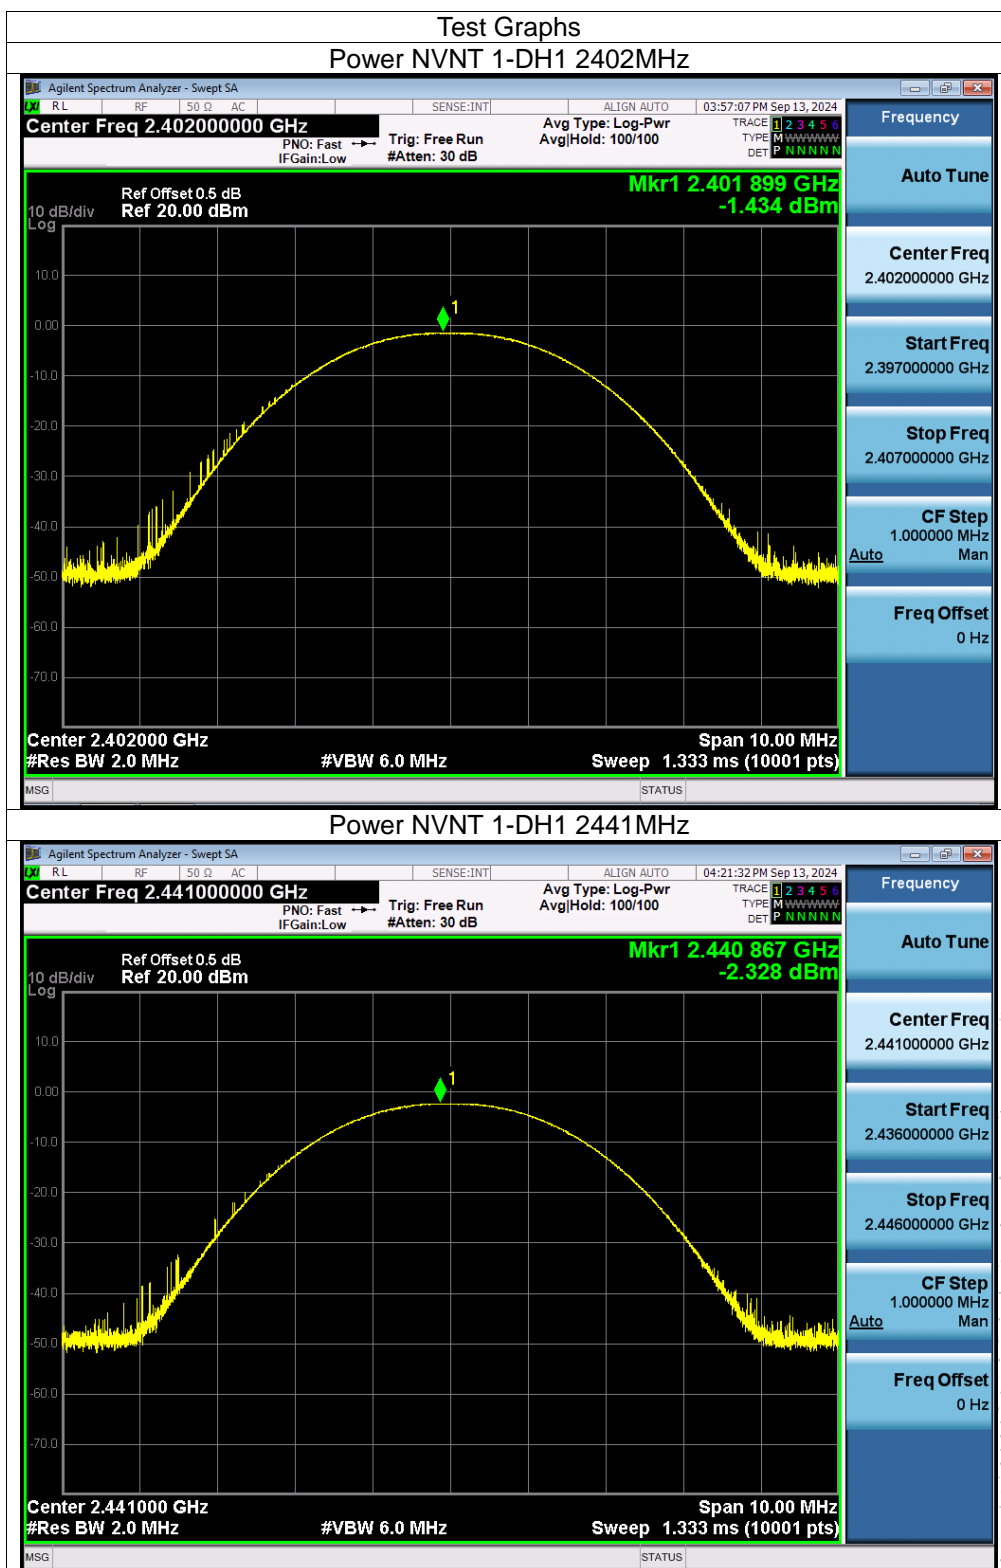 Test Graphs
Power NVNT 1-DH1 2402MHz
Agilent Spectrum Analyzer - Swept SA
LXI RL RF 50 Ω AC SENSE:INT ALIGN AUTO 03:57:07 PM Sep 13, 2024
Center Freq 2.402000000 GHz
PNO: Fast
IFGain:Low
Trig: Free Run
#Atten: 30 dB
Avg Type: Log-Pwr
Avg|Hold: 100/100
TRACE 1 2 3 4 5 6
TYPE M WWWWW
DET P N N N N N
Frequency
Auto Tune
Center Freq
2.402000000 GHz
Start Freq
2.397000000 GHz
Stop Freq
2.407000000 GHz
CF Step
1.000000 MHz
Auto Man
Freq Offset
0 Hz
Mkr1 2.401 899 GHz
-1.434 dBm
Ref Offset 0.5 dB
10 dB/div Ref 20.00 dBm
Log
10.0
0.00
-10.0
-20.0
-30.0
-40.0
-50.0
-60.0
-70.0
1
Center 2.402000 GHz Span 10.00 MHz
#Res BW 2.0 MHz #VBW 6.0 MHz Sweep 1.333 ms (10001 pts)
MSG STATUS
Power NVNT 1-DH1 2441MHz
Agilent Spectrum Analyzer - Swept SA
LXI RL RF 50 Ω AC SENSE:INT ALIGN AUTO 04:21:32 PM Sep 13, 2024
Center Freq 2.441000000 GHz
PNO: Fast
IFGain:Low
Trig: Free Run
#Atten: 30 dB
Avg Type: Log-Pwr
Avg|Hold: 100/100
TRACE 1 2 3 4 5 6
TYPE M WWWWW
DET P N N N N N
Frequency
Auto Tune
Center Freq
2.441000000 GHz
Start Freq
2.436000000 GHz
Stop Freq
2.446000000 GHz
CF Step
1.000000 MHz
Auto Man
Freq Offset
0 Hz
Mkr1 2.440 867 GHz
-2.328 dBm
Ref Offset 0.5 dB
10 dB/div Ref 20.00 dBm
Log
10.0
0.00
-10.0
-20.0
-30.0
-40.0
-50.0
-60.0
-70.0
1
Center 2.441000 GHz Span 10.00 MHz
#Res BW 2.0 MHz #VBW 6.0 MHz Sweep 1.333 ms (10001 pts)
MSG STATUS